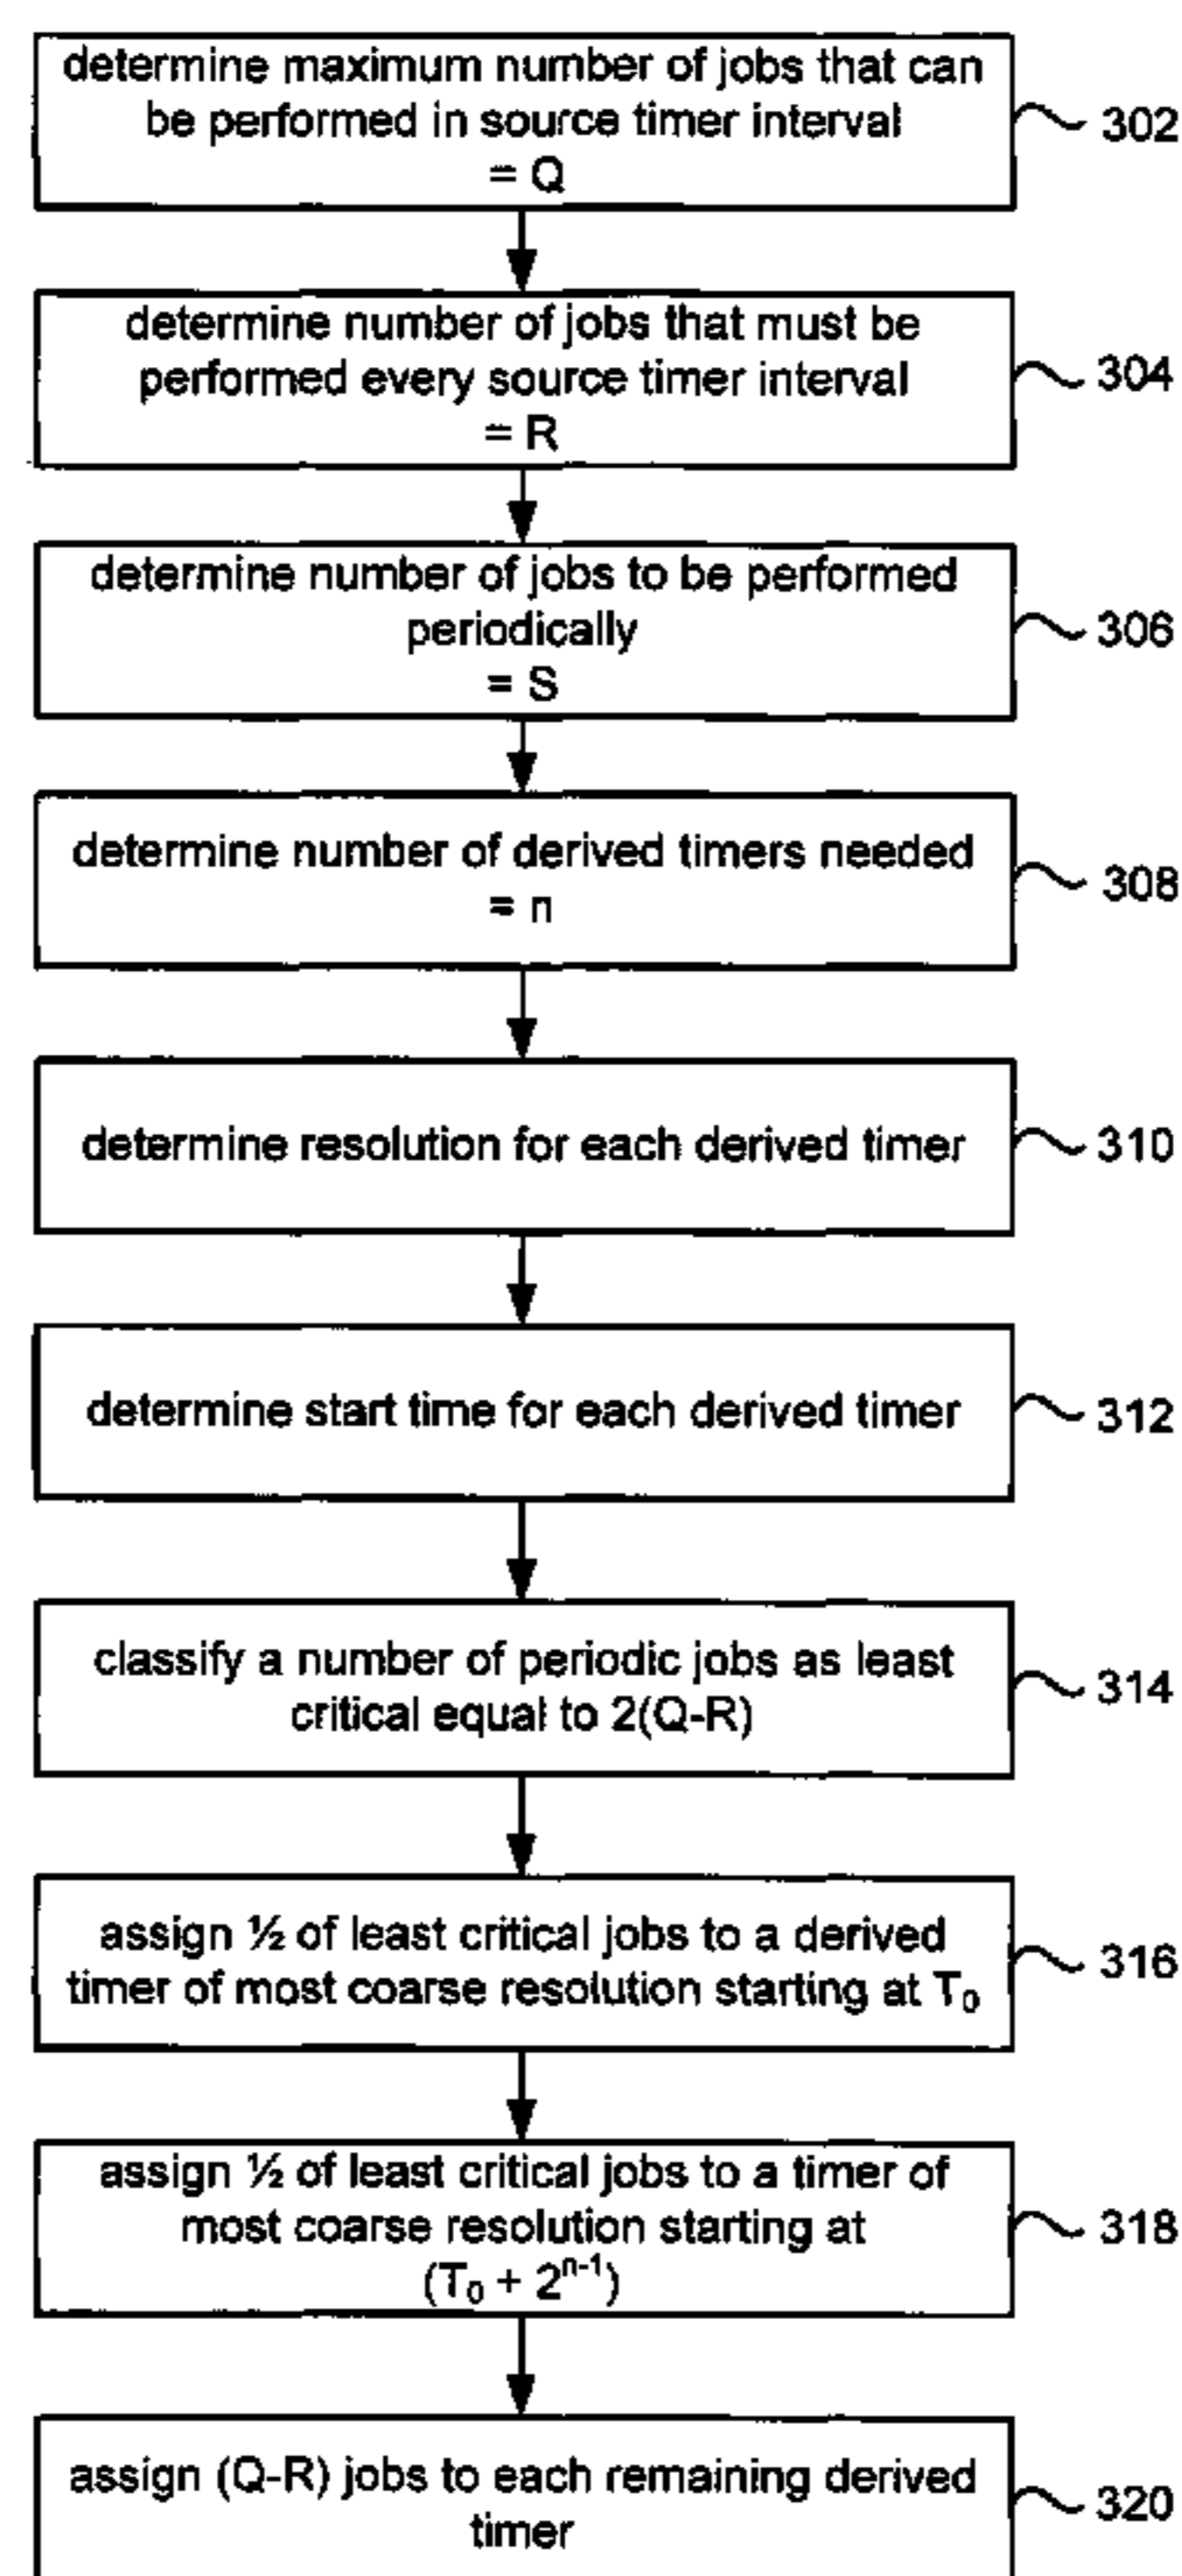 determine maximum number of jobs that can
be performed in source timer interval
= Q
302
determine number of jobs that must be
performed every source timer interval
= R
304
determine number of jobs to be performed
periodically
= S
306
determine number of derived timers needed
= n
308
determine resolution for each derived timer
310
determine start time for each derived timer
312
classify a number of periodic jobs as least
critical equal to 2(Q-R)
314
assign ½ of least critical jobs to a derived
timer of most coarse resolution starting at T₀
316
assign ½ of least critical jobs to a timer of
most coarse resolution starting at
(T₀ + 2ⁿ⁻¹)
318
assign (Q-R) jobs to each remaining derived
timer
320